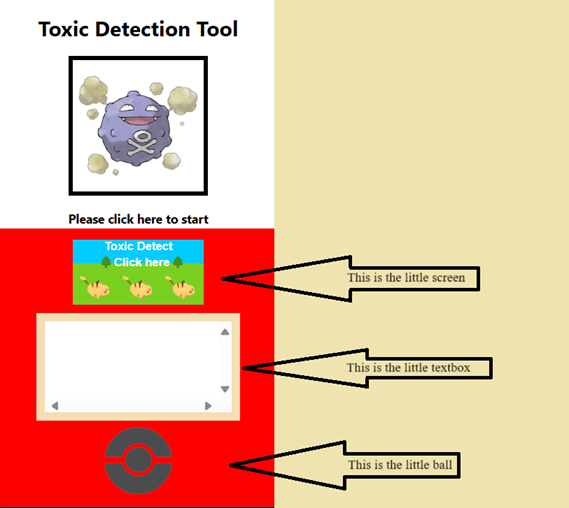 Toxic Detection Tool
Please click here to start
Toxic Detect
Click here
This is the little screen
This is the little textbox
This is the little ball